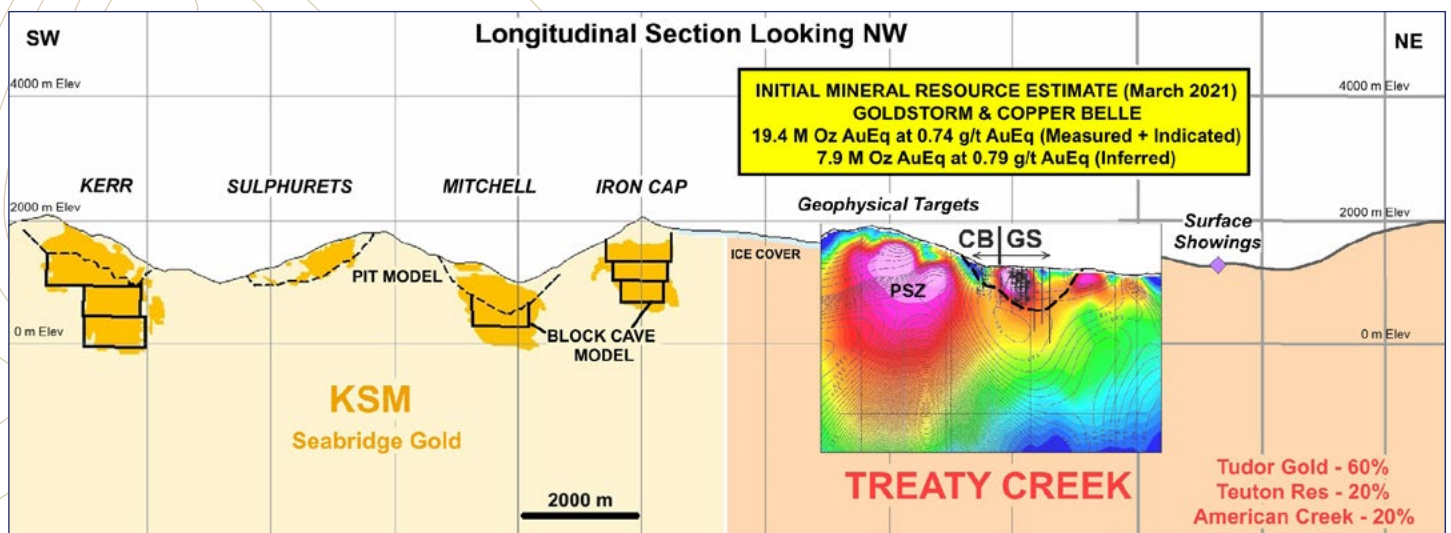 SW
Longitudinal Section Looking NW
NE
4000 m Elev
4000 m Elev
INITIAL MINERAL RESOURCE ESTIMATE (March 2021)
GOLDSTORM & COPPER BELLE
19.4 M Oz AuEq at 0.74 g/t AuEq (Measured + Indicated)
7.9 M Oz AuEq at 0.79 g/t AuEq (Inferred)
KERR
SULPHURETS
MITCHELL
IRON CAP
Geophysical Targets
2000 m Elev
2000 m Elev
Surface
Showings
CB GS
ICE COVER
PIT MODEL
PSZ
0 m Elev
0 m Elev
BLOCK CAVE
MODEL
KSM
Seabridge Gold
2000 m
TREATY CREEK
Tudor Gold - 60%
Teuton Res - 20%
American Creek - 20%